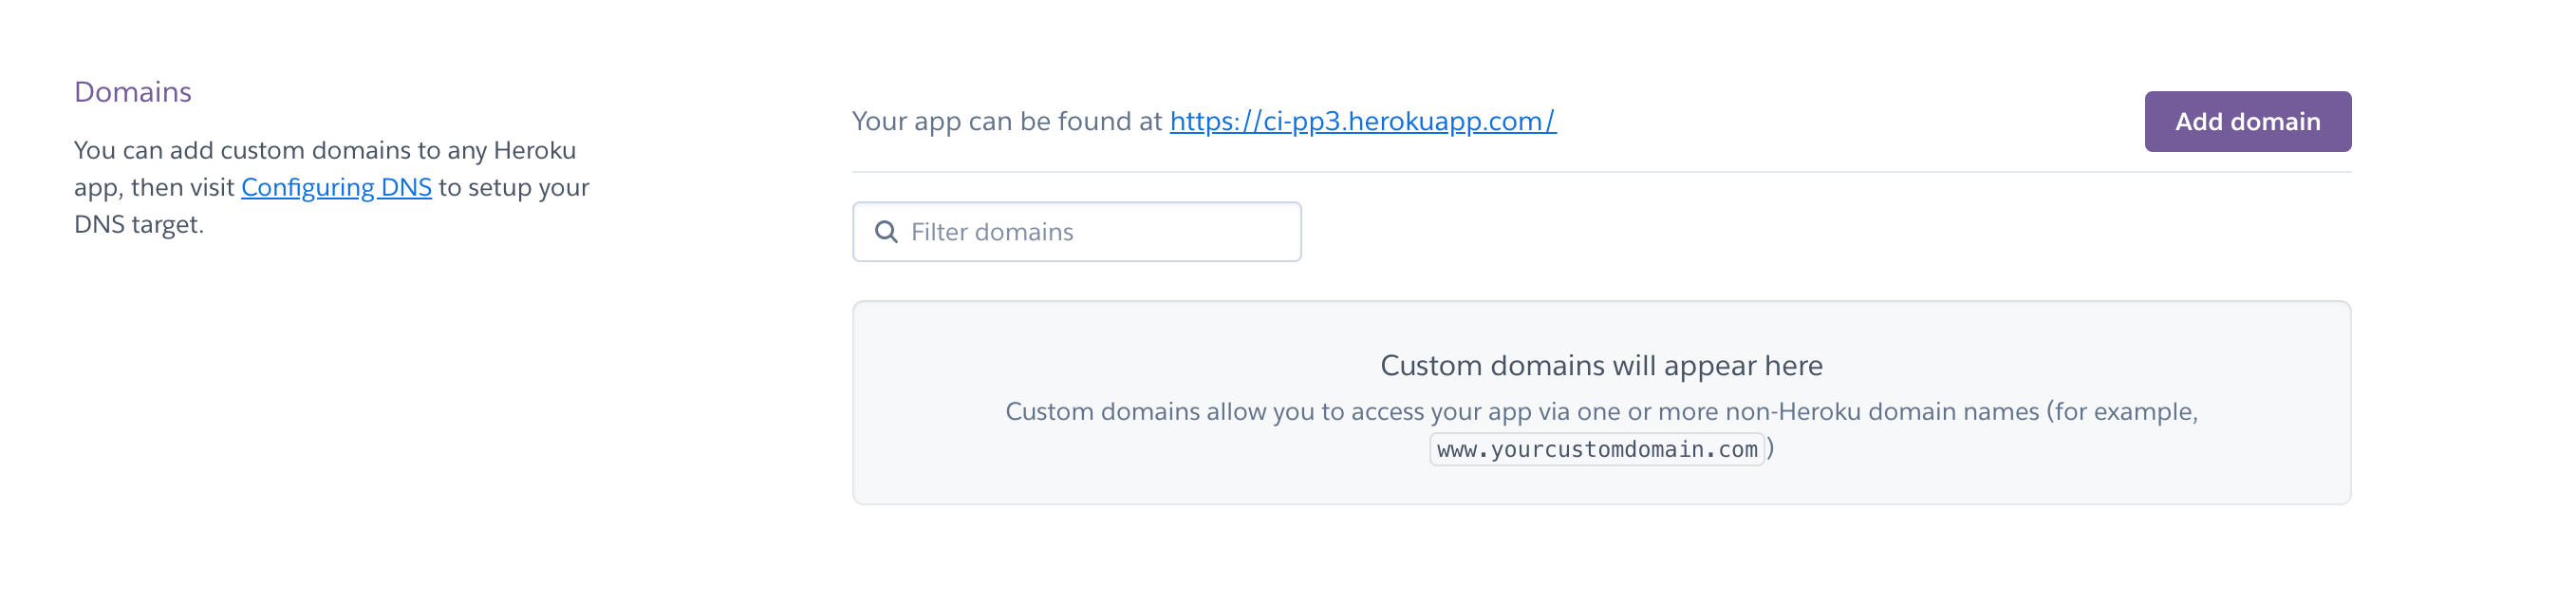 Domains
You can add custom domains to any Heroku
app, then visit Configuring DNS to setup your
DNS target.
Your app can be found at https://ci-pp3.herokuapp.com/
Add domain
Filter domains
Custom domains will appear here
Custom domains allow you to access your app via one or more non-Heroku domain names (for example,
www.yourcustomdomain.com)